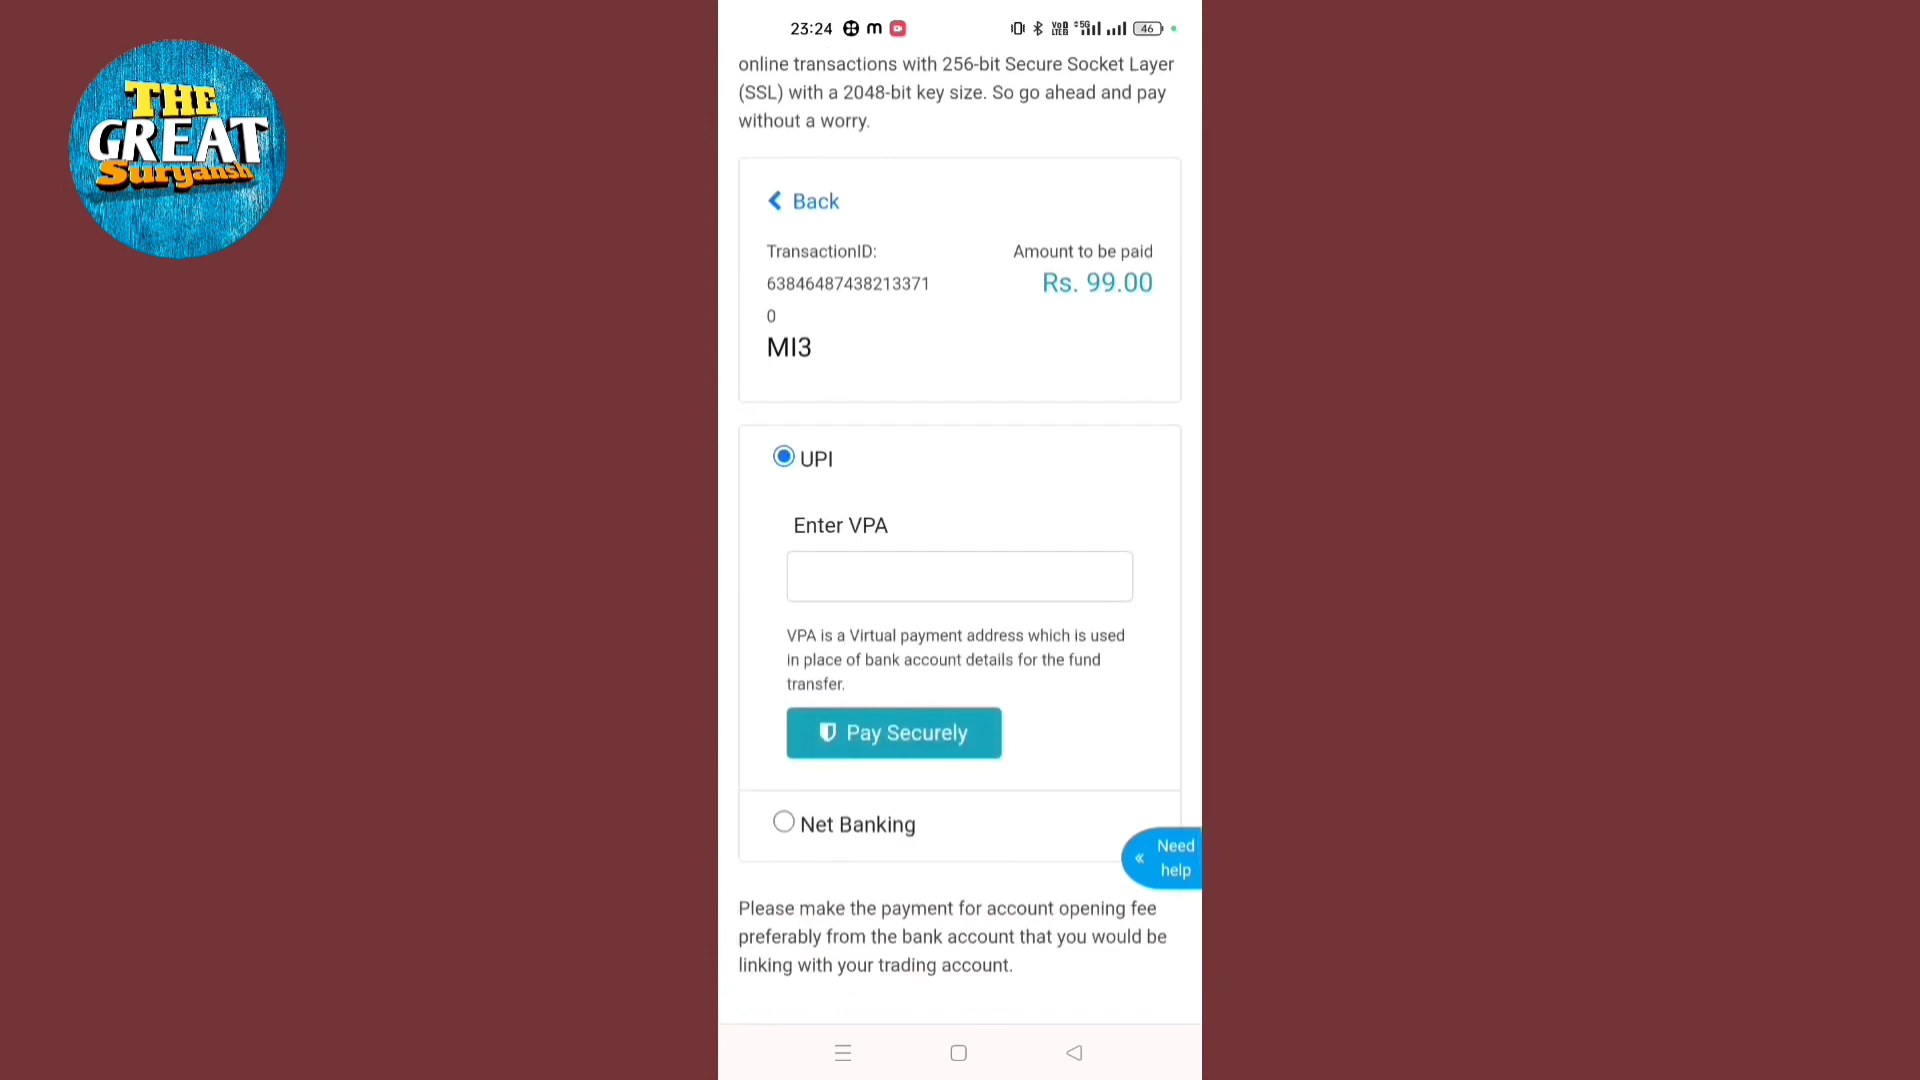 THE
GREAT
Suryansh
23:24
46
online transactions with 256-bit Secure Socket Layer
(SSL) with a 2048-bit key size. So go ahead and pay
without a worry.
Back
TransactionID:
Amount to be paid
63846487438213371
Rs. 99.00
0
MI3
UPI
Enter VPA
VPA is a Virtual payment address which is used
in place of bank account details for the fund
transfer.
Pay Securely
Net Banking
Need
help
Please make the payment for account opening fee
preferably from the bank account that you would be
linking with your trading account.